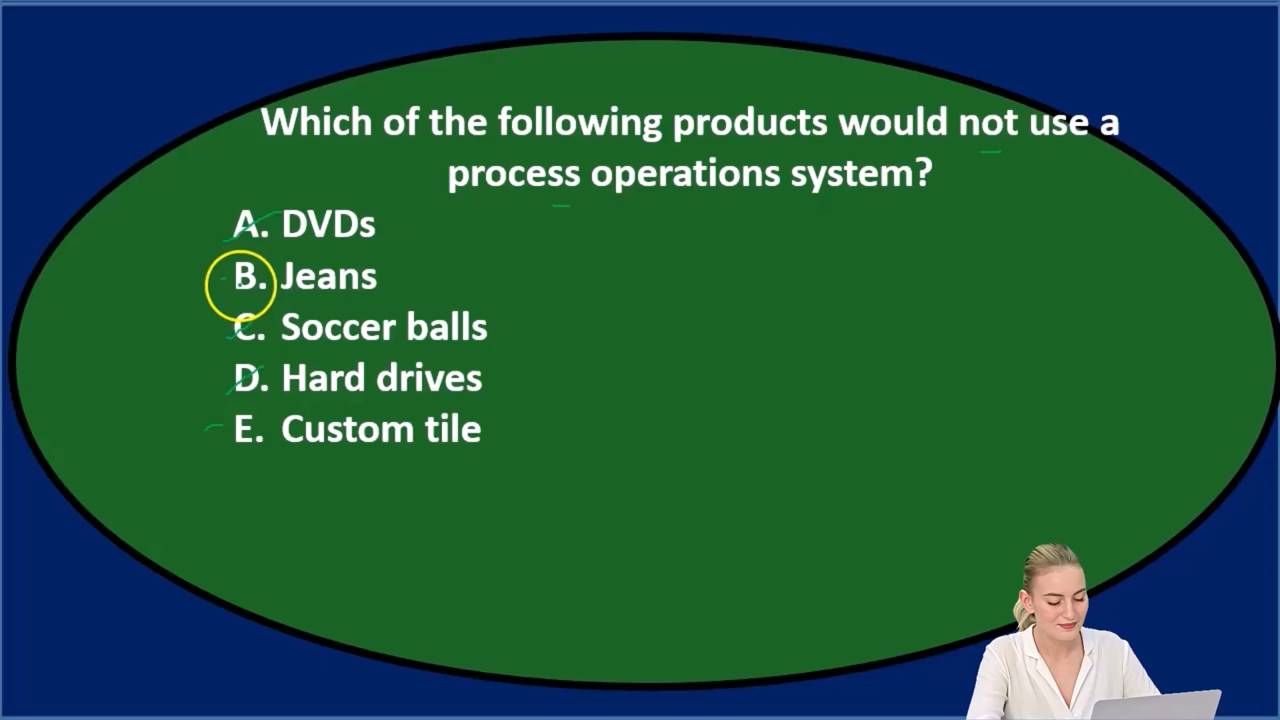 Which of the following products would not use a
process operations system?
A. DVDs
B. Jeans
C. Soccer balls
D. Hard drives
E. Custom tile